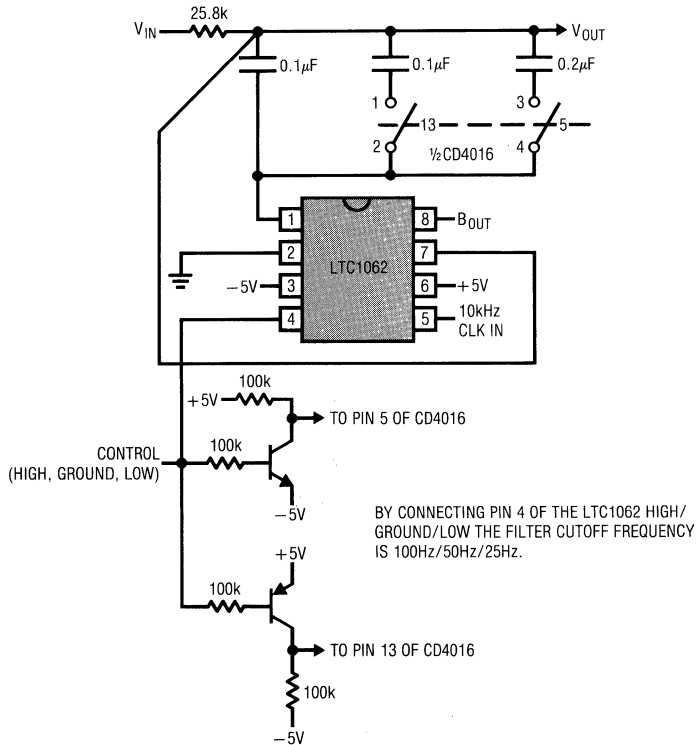 25.8k
VIN
VOUT
0.1µF
0.1µF
0.2µF
1
3
13
5
2
½CD4016
4
1
8
BOUT
2
7
LTC1062
−5V
3
6
+5V
4
5
10kHz
CLK IN
100k
+5V
TO PIN 5 OF CD4016
CONTROL
(HIGH, GROUND, LOW)
100k
−5V
BY CONNECTING PIN 4 OF THE LTC1062 HIGH/
GROUND/LOW THE FILTER CUTOFF FREQUENCY
IS 100Hz/50Hz/25Hz.
+5V
100k
TO PIN 13 OF CD4016
100k
−5V